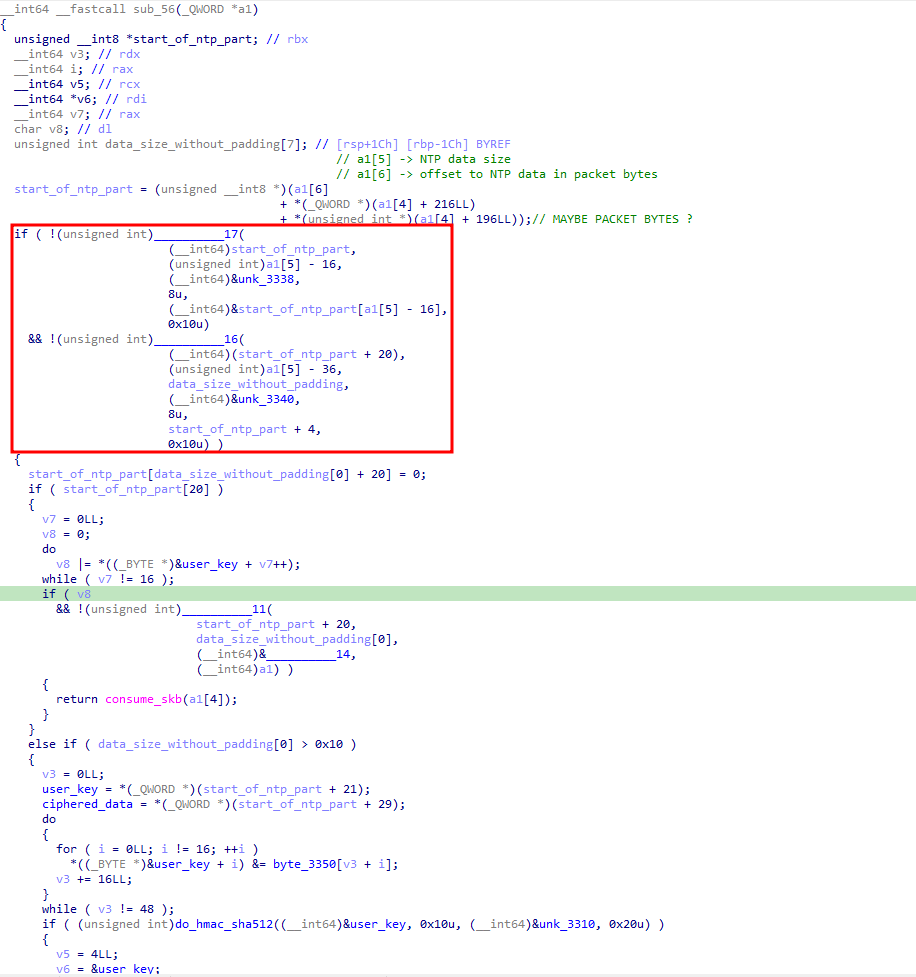 __int64 __fastcall sub_56(_QWORD *a1)
{
unsigned __int8 *start_of_ntp_part; // rbx
__int64 v3; // rdx
__int64 i; // rax
__int64 v5; // rcx
__int64 *v6; // rdi
__int64 v7; // rax
char v8; // dl
unsigned int data_size_without_padding[7]; // [rsp+1Ch] [rbp-1Ch] BYREF
// a1[5] -> NTP data size
// a1[6] -> offset to NTP data in packet bytes
start_of_ntp_part = (unsigned __int8 *)(a1[6]
+ *(_QWORD *)(a1[4] + 216LL)
+ *(unsigned int *)(a1[4] + 196LL));// MAYBE PACKET BYTES ?
if ( !(unsigned int)__________17(
(__int64)start_of_ntp_part,
(unsigned int)a1[5] - 16,
(__int64)&unk_3338,
8u,
(__int64)&start_of_ntp_part[a1[5] - 16],
0x10u)
&& !(unsigned int)__________16(
(__int64)(start_of_ntp_part + 20),
(unsigned int)a1[5] - 36,
data_size_without_padding,
(__int64)&unk_3340,
8u,
start_of_ntp_part + 4,
0x10u) )
{
start_of_ntp_part[data_size_without_padding[0] + 20] = 0;
if ( start_of_ntp_part[20] )
{
v7 = 0LL;
v8 = 0;
do
v8 |= *((_BYTE *)&user_key + v7++);
while ( v7 != 16 );
if ( v8
&& !(unsigned int)__________11(
start_of_ntp_part + 20,
data_size_without_padding[0],
(__int64)&__________14,
(__int64)a1) )
{
return consume_skb(a1[4]);
}
}
else if ( data_size_without_padding[0] > 0x10 )
{
v3 = 0LL;
user_key = *(_QWORD *)(start_of_ntp_part + 21);
ciphered_data = *(_QWORD *)(start_of_ntp_part + 29);
do
{
for ( i = 0LL; i != 16; ++i )
*((_BYTE *)&user_key + i) &= byte_3350[v3 + i];
v3 += 16LL;
}
while ( v3 != 48 );
if ( (unsigned int)do_hmac_sha512((__int64)&user_key, 0x10u, (__int64)&unk_3310, 0x20u) )
{
v5 = 4LL;
v6 = &user_key;